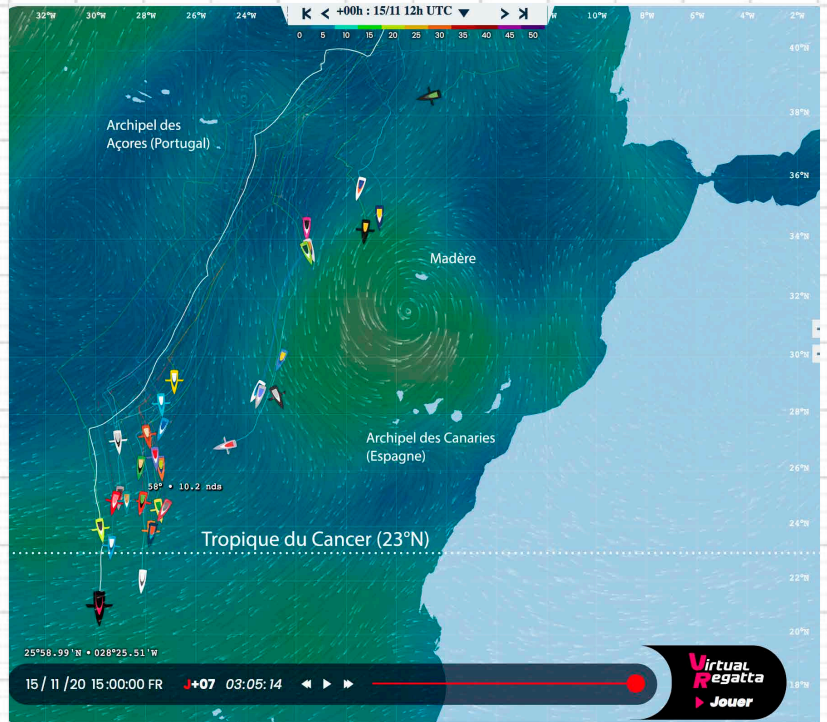 +00h : 15/11 12h UTC
32°W 30°W 28°W 24°W 10°W 8°W 6°W 4°W 2°W
0 5 10 15 20 25 30 35 40 45 50
40°N
38°N
Archipel des
Açores (Portugal)
36°N
34°N
Madère
32°N
30°N
28°N
Archipel des Canaries
(Espagne)
26°N
58° • 10.2 nds
24°N
Tropique du Cancer (23°N)
22°N
20°N
25°58.99'N • 028°25.51'W
Virtual
Regatta
15 / 11 /20 15:00:00 FR J+07 03:05:14
18°N
Jouer